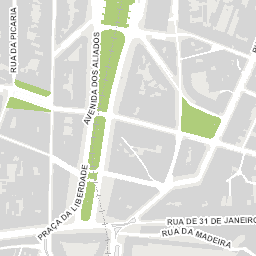 RUA DA PICARIA
AVENIDA DOS ALIADOS
PRAÇA DA LIBERDADE
RUA DE 31 DE JANEIRO
RUA DA MADEIRA